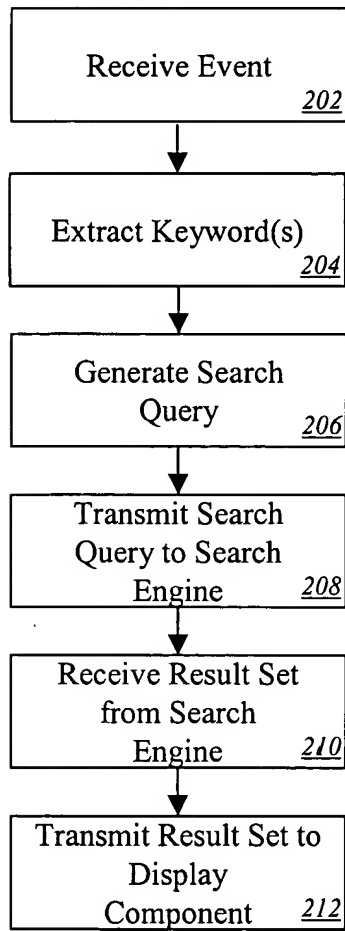 Receive Event
202
Extract Keyword(s)
204
Generate Search
Query
206
Transmit Search
Query to Search
Engine
208
Receive Result Set
from Search
Engine
210
Transmit Result Set to
Display
Component
212